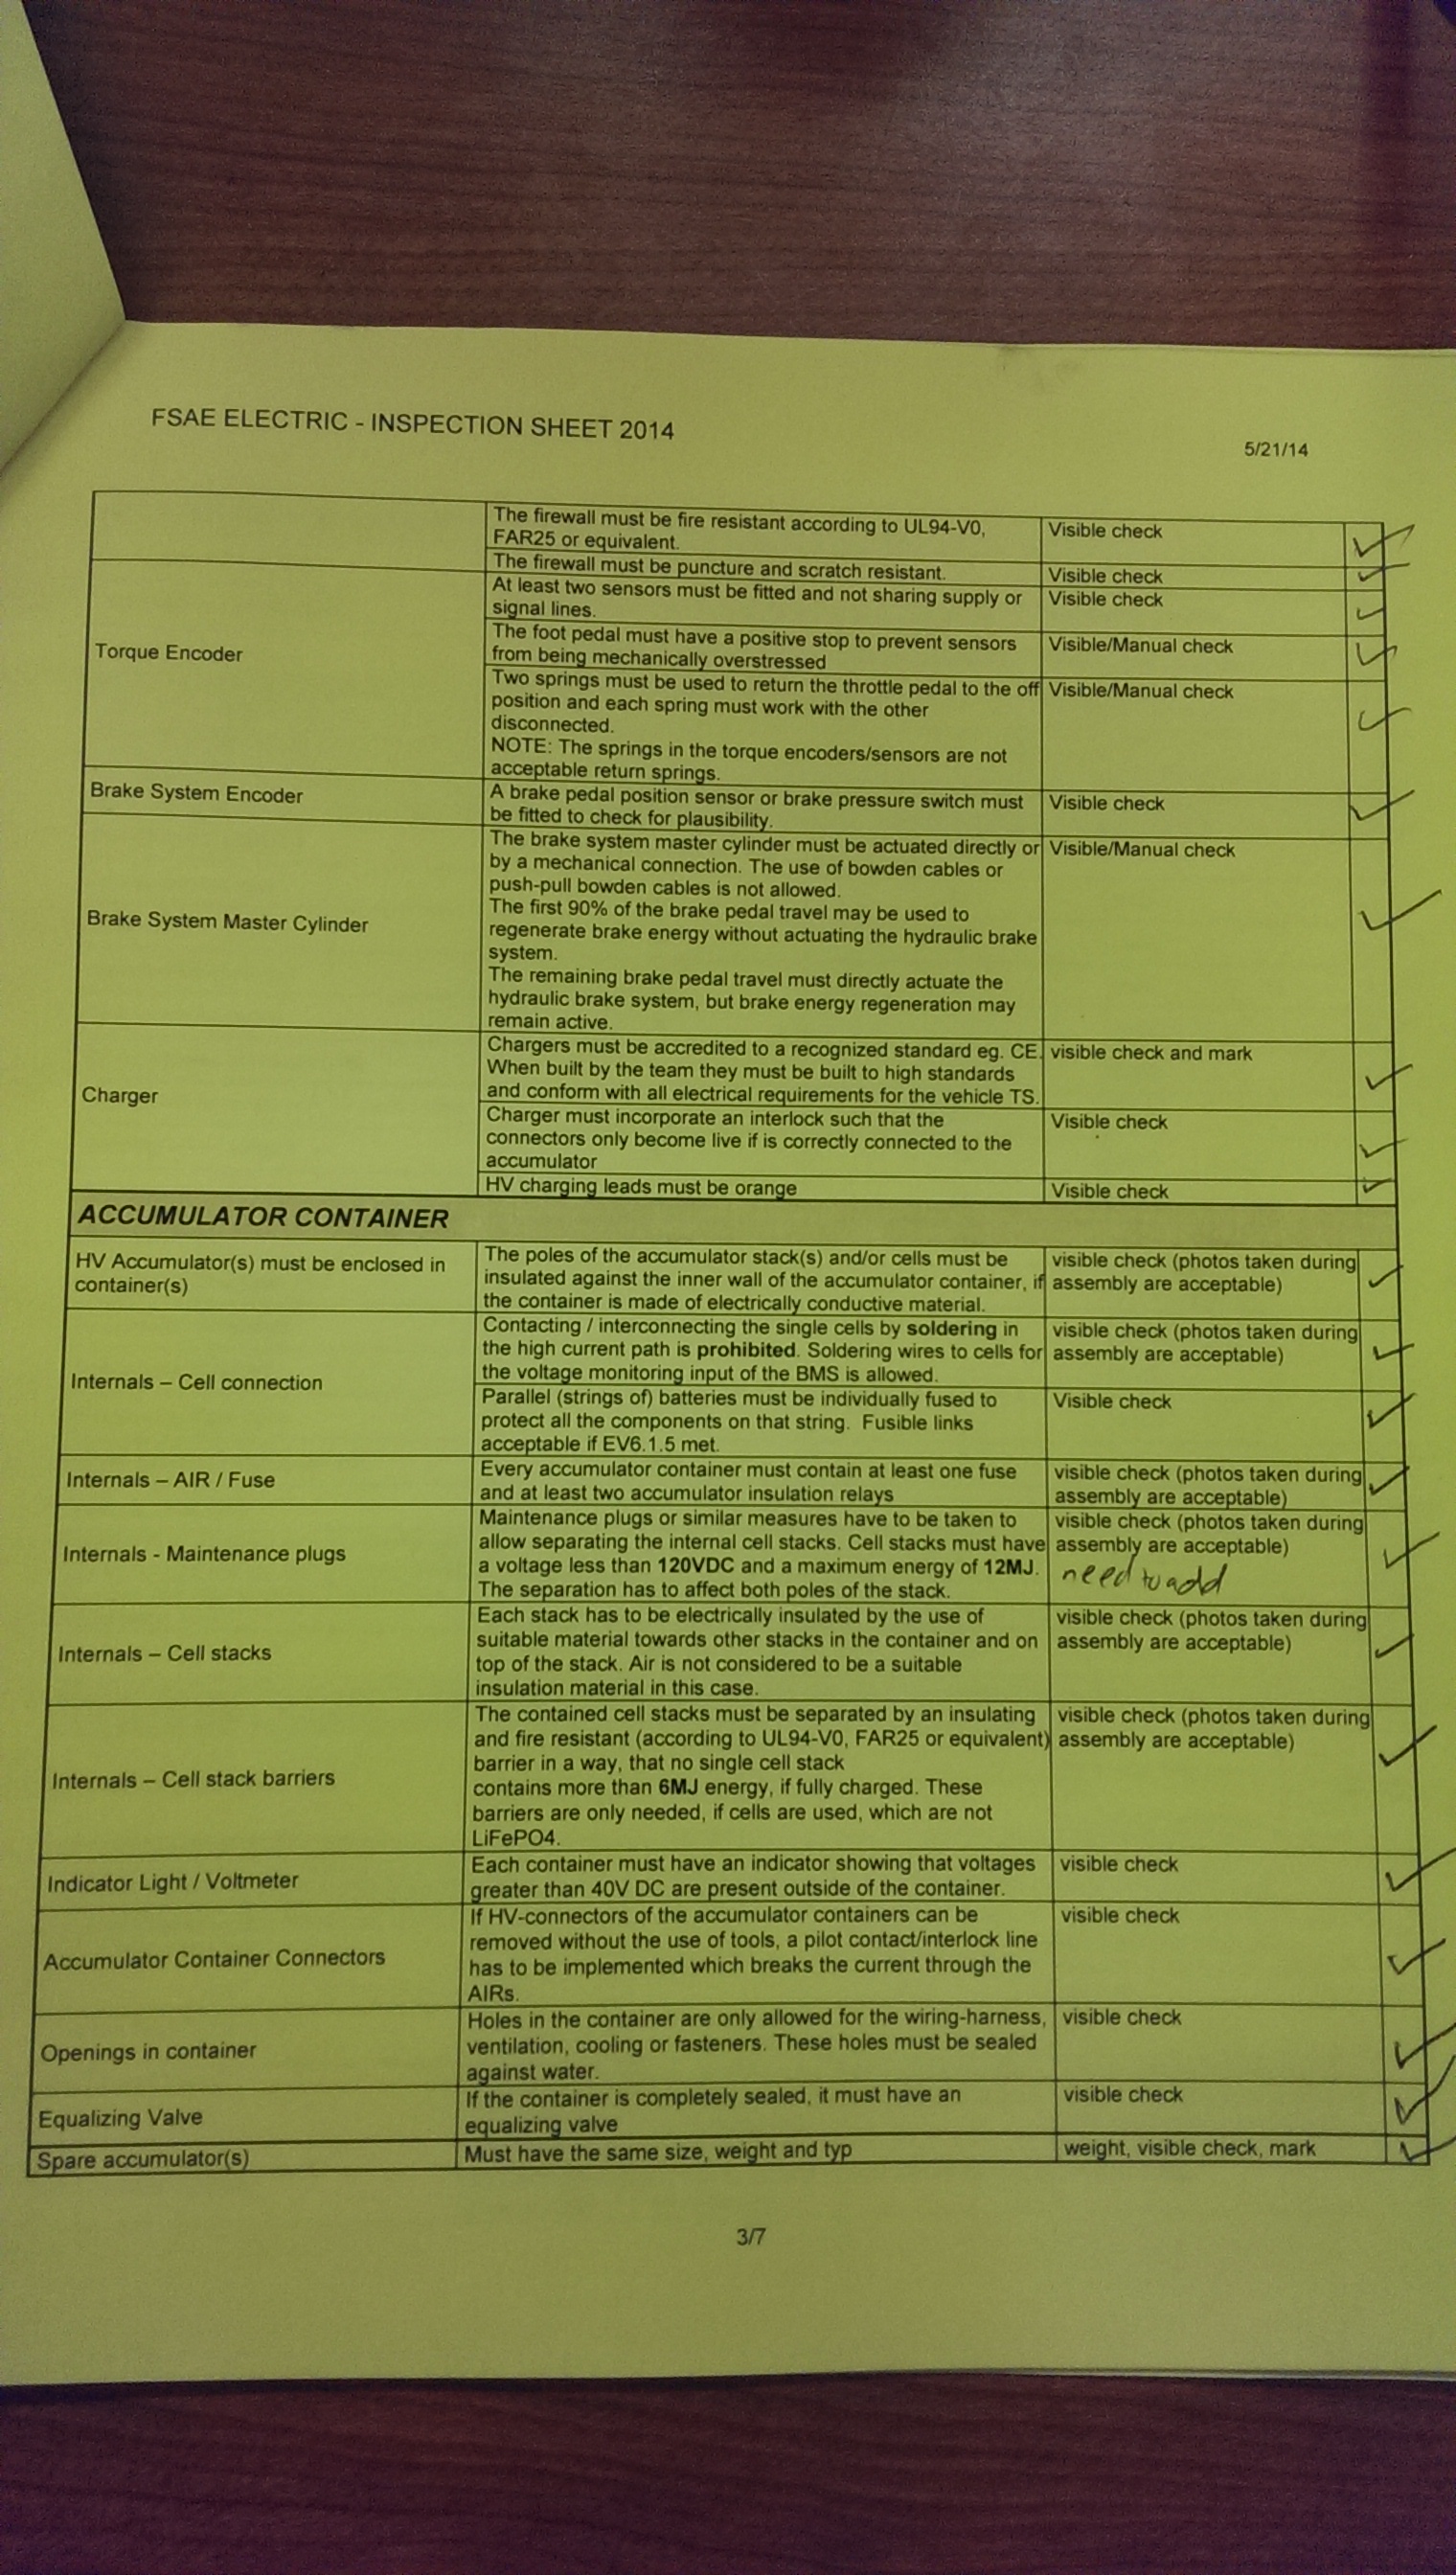 FSAE ELECTRIC - INSPECTION SHEET 2014
5/21/14
The firewall must be fire resistant according to UL94-V0,
FAR25 or equivalent.
Visible check
The firewall must be puncture and scratch resistant.
Visible check
Torque Encoder
At least two sensors must be fitted and not sharing supply or
signal lines.
Visible check
The foot pedal must have a positive stop to prevent sensors
from being mechanically overstressed
Visible/Manual check
Two springs must be used to return the throttle pedal to the off
position and each spring must work with the other
disconnected.
NOTE: The springs in the torque encoders/sensors are not
acceptable return springs.
Visible/Manual check
Brake System Encoder
A brake pedal position sensor or brake pressure switch must
be fitted to check for plausibility.
Visible check
Brake System Master Cylinder
The brake system master cylinder must be actuated directly or
by a mechanical connection. The use of bowden cables or
push-pull bowden cables is not allowed.
The first 90% of the brake pedal travel may be used to
regenerate brake energy without actuating the hydraulic brake
system.
The remaining brake pedal travel must directly actuate the
hydraulic brake system, but brake energy regeneration may
remain active.
Visible/Manual check
Charger
Chargers must be accredited to a recognized standard eg. CE.
When built by the team they must be built to high standards
and conform with all electrical requirements for the vehicle TS.
visible check and mark
Charger must incorporate an interlock such that the
connectors only become live if is correctly connected to the
accumulator
Visible check
HV charging leads must be orange
Visible check
ACCUMULATOR CONTAINER
HV Accumulator(s) must be enclosed in
container(s)
The poles of the accumulator stack(s) and/or cells must be
insulated against the inner wall of the accumulator container, if
the container is made of electrically conductive material.
visible check (photos taken during
assembly are acceptable)
Internals – Cell connection
Contacting / interconnecting the single cells by soldering in
the high current path is prohibited. Soldering wires to cells for
the voltage monitoring input of the BMS is allowed.
visible check (photos taken during
assembly are acceptable)
Parallel (strings of) batteries must be individually fused to
protect all the components on that string. Fusible links
acceptable if EV6.1.5 met.
Visible check
Internals – AIR / Fuse
Every accumulator container must contain at least one fuse
and at least two accumulator insulation relays
visible check (photos taken during
assembly are acceptable)
Internals - Maintenance plugs
Maintenance plugs or similar measures have to be taken to
allow separating the internal cell stacks. Cell stacks must have
a voltage less than 120VDC and a maximum energy of 12MJ.
The separation has to affect both poles of the stack.
visible check (photos taken during
assembly are acceptable)
need to add
Internals – Cell stacks
Each stack has to be electrically insulated by the use of
suitable material towards other stacks in the container and on
top of the stack. Air is not considered to be a suitable
insulation material in this case.
visible check (photos taken during
assembly are acceptable)
Internals – Cell stack barriers
The contained cell stacks must be separated by an insulating
and fire resistant (according to UL94-V0, FAR25 or equivalent)
barrier in a way, that no single cell stack
contains more than 6MJ energy, if fully charged. These
barriers are only needed, if cells are used, which are not
LiFePO4.
visible check (photos taken during
assembly are acceptable)
Indicator Light / Voltmeter
Each container must have an indicator showing that voltages
greater than 40V DC are present outside of the container.
visible check
Accumulator Container Connectors
If HV-connectors of the accumulator containers can be
removed without the use of tools, a pilot contact/interlock line
has to be implemented which breaks the current through the
AIRs.
visible check
Openings in container
Holes in the container are only allowed for the wiring-harness,
ventilation, cooling or fasteners. These holes must be sealed
against water.
visible check
Equalizing Valve
If the container is completely sealed, it must have an
equalizing valve
visible check
Spare accumulator(s)
Must have the same size, weight and typ
weight, visible check, mark
3/7